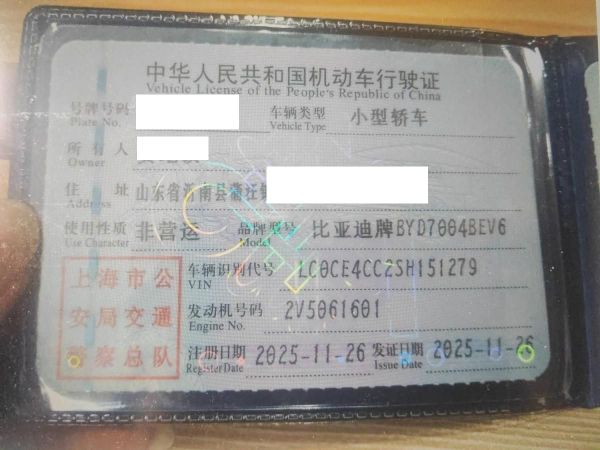 中华人民共和国机动车行驶证
Vehicle License of the People's Republic of China
号牌号码 车辆类型 小型轿车
Plate No. Vehicle Type
所有人
Owner
住址 山东省沂南县蒲汪镇
Address
使用性质 非营运 品牌型号 比亚迪牌BYD7004BEV6
Use Character Model
车辆识别代号 LC0CE4CC2SH151279
VIN
发动机号码 2V5061601
Engine No.
注册日期 2025-11-26 发证日期 2025-11-26
Register Date Issue Date
上海市公
安局交通
警察总队